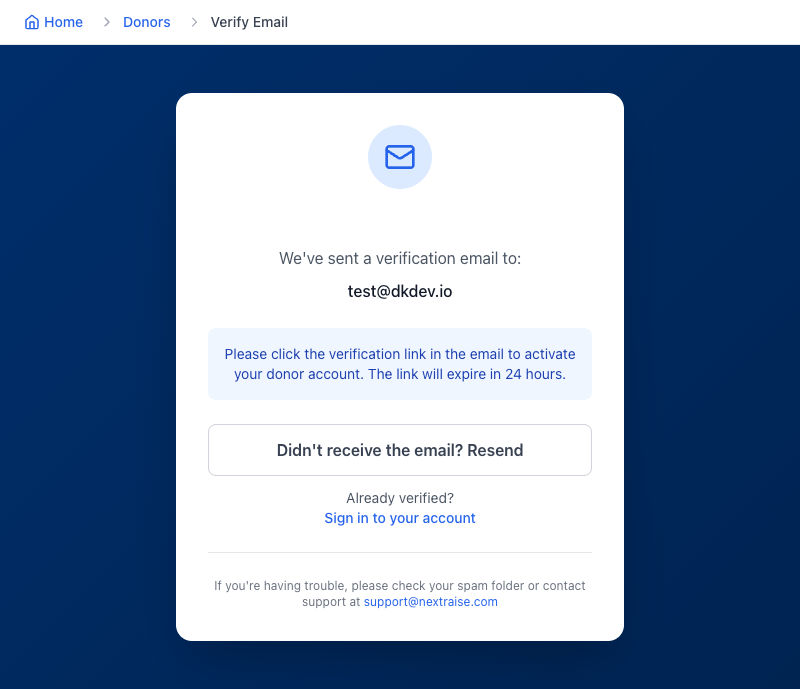 Home > Donors > Verify Email
We've sent a verification email to:
test@dkdev.io
Please click the verification link in the email to activate
your donor account. The link will expire in 24 hours.
Didn't receive the email? Resend
Already verified?
Sign in to your account
If you're having trouble, please check your spam folder or contact
support at support@nextraise.com